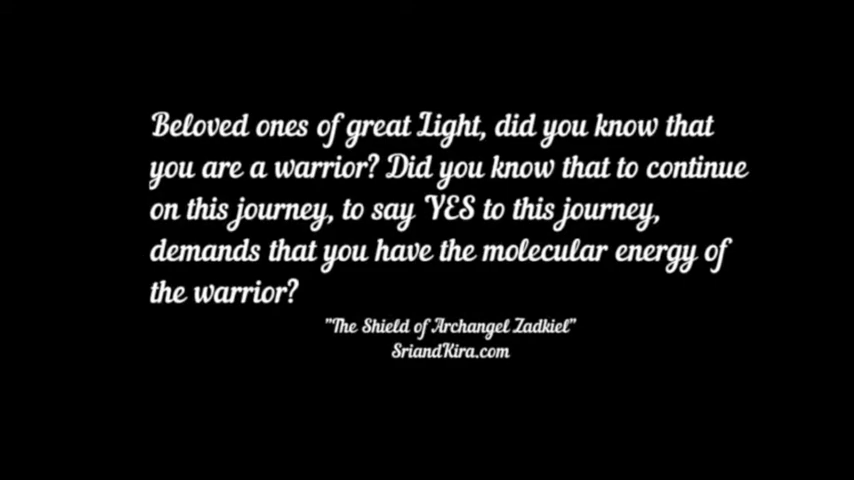 Beloved ones of great Light, did you know that
you are a warrior? Did you know that to continue
on this journey, to say YES to this journey,
demands that you have the molecular energy of
the warrior?
"The Shield of Archangel Zadkiel"
SriandKira.com